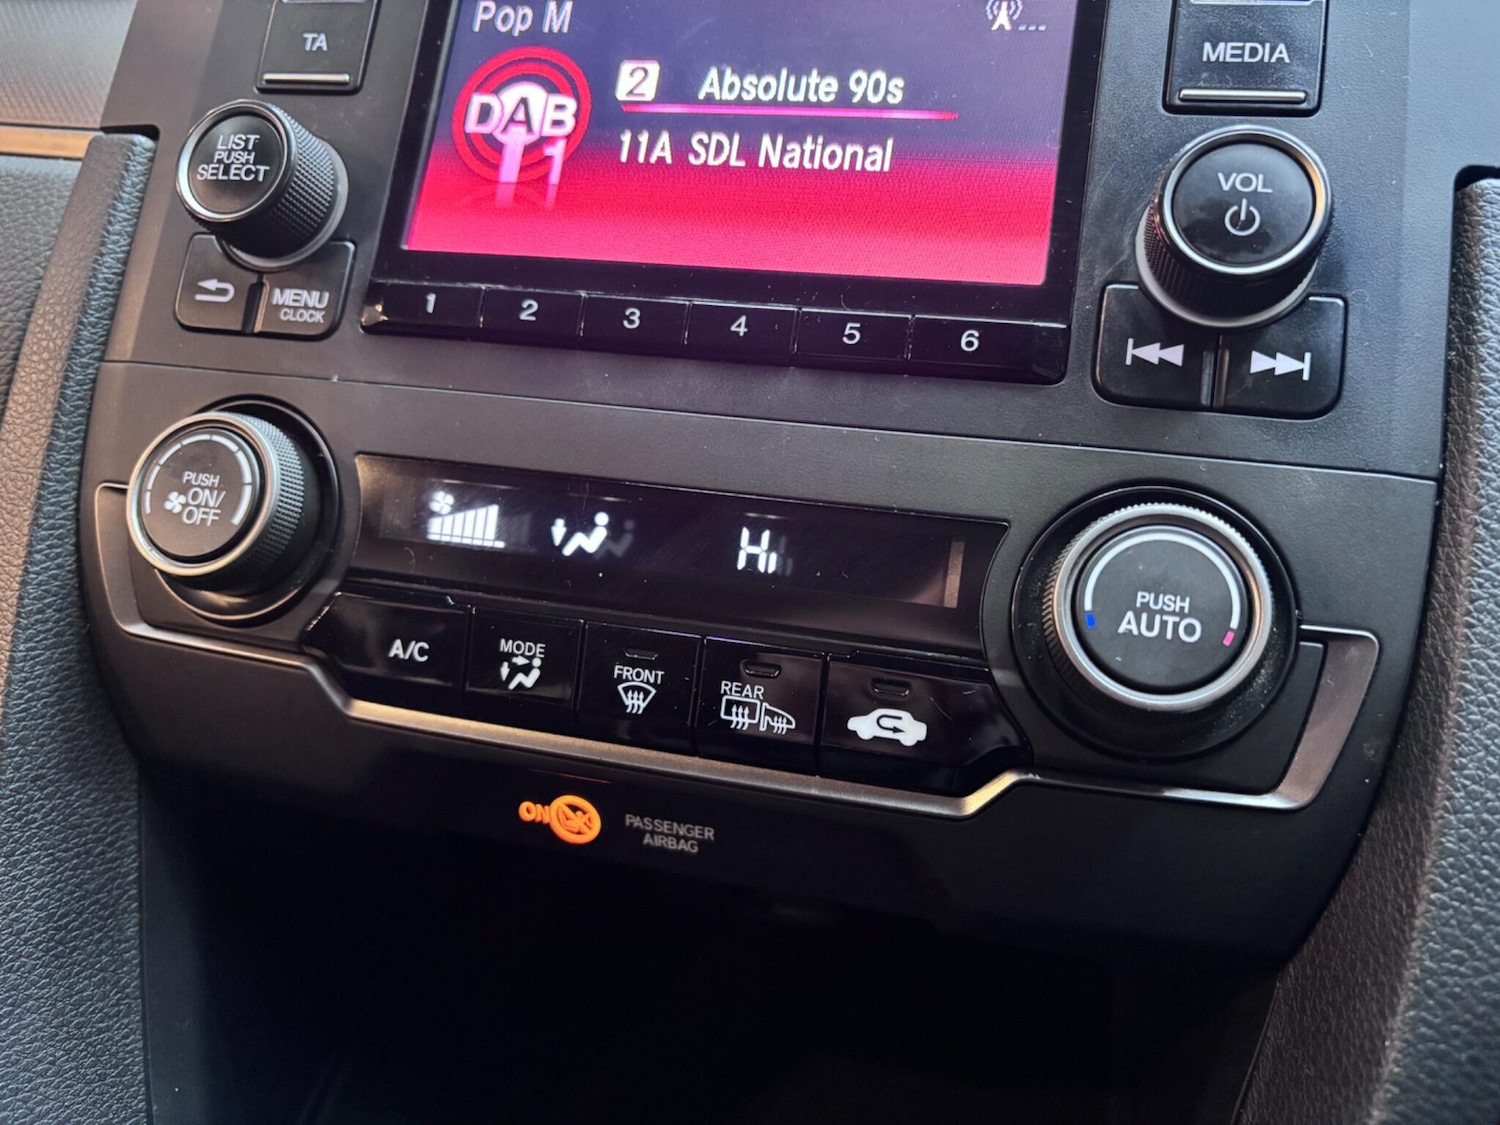 TA
Pop M
MEDIA
LIST
PUSH
SELECT
DAB
1
2 Absolute 90s
11A SDL National
VOL
MENU
CLOCK
1 2 3 4 5 6
PUSH
ON/
OFF
Hi
PUSH
AUTO
A/C
MODE
FRONT
REAR
ON
PASSENGER
AIRBAG